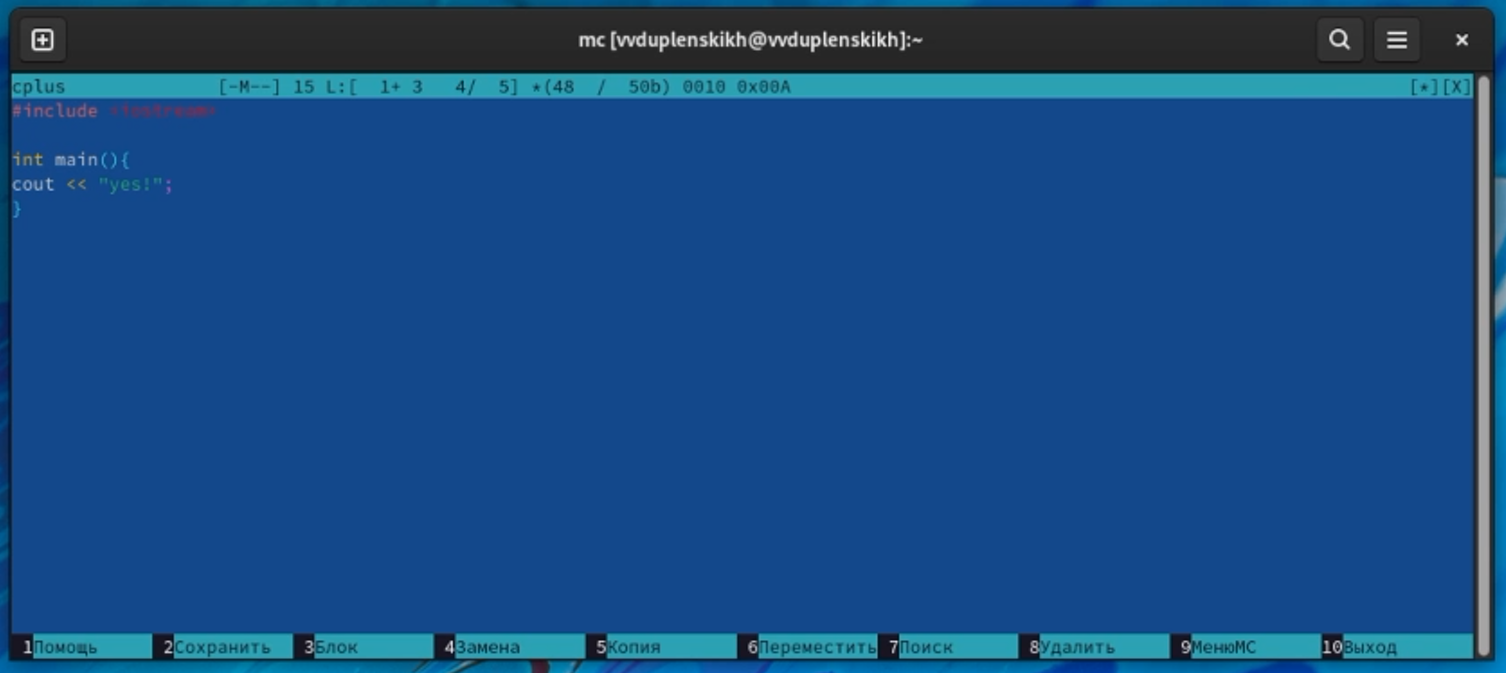 mc [vvduplenskikh@vvduplenskikh]:~
cplus [-M--] 15 L:[ 1+ 3 4/ 5] *(48 / 50b) 0010 0x00A [*][X]
#include <iostream>
int main(){
cout << "yes!";
}
1Помощь 2Сохранить 3Блок 4Замена 5Копия 6Переместить 7Поиск 8Удалить 9МенюМС 10Выход